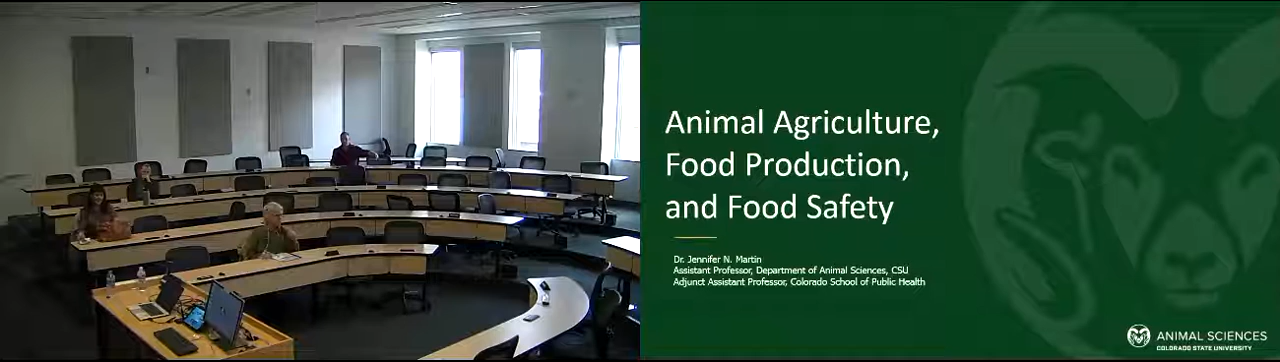 Animal Agriculture,
Food Production,
and Food Safety
Dr. Jennifer N. Martin
Assistant Professor, Department of Animal Sciences, CSU
Adjunct Assistant Professor, Colorado School of Public Health
ANIMAL SCIENCES
COLORADO STATE UNIVERSITY